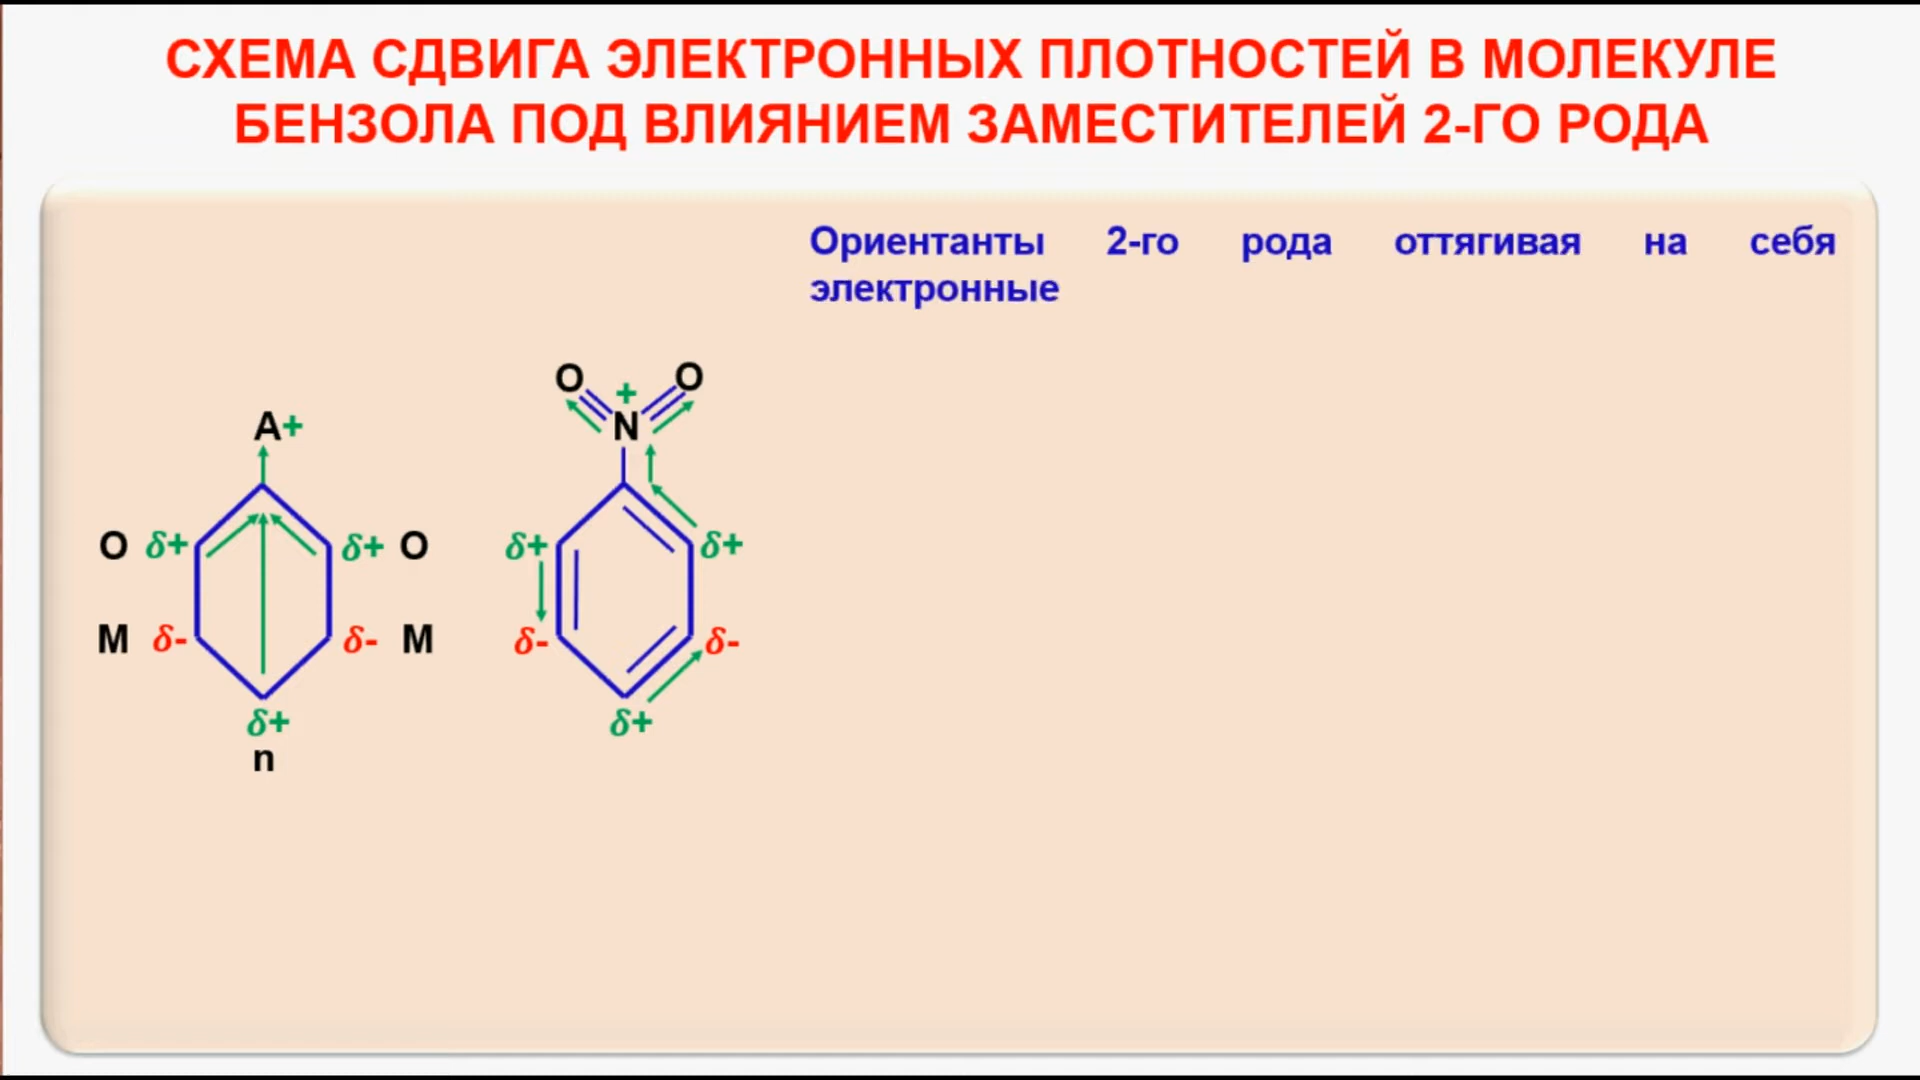 СХЕМА СДВИГА ЭЛЕКТРОННЫХ ПЛОТНОСТЕЙ В МОЛЕКУЛЕ
БЕНЗОЛА ПОД ВЛИЯНИЕМ ЗАМЕСТИТЕЛЕЙ 2-ГО РОДА
Ориентанты 2-го рода оттягивая на себя
электронные
A+
O δ+ δ+ O
M δ- δ- M
δ+
n
O + O
N
δ+ δ+
δ- δ-
δ+